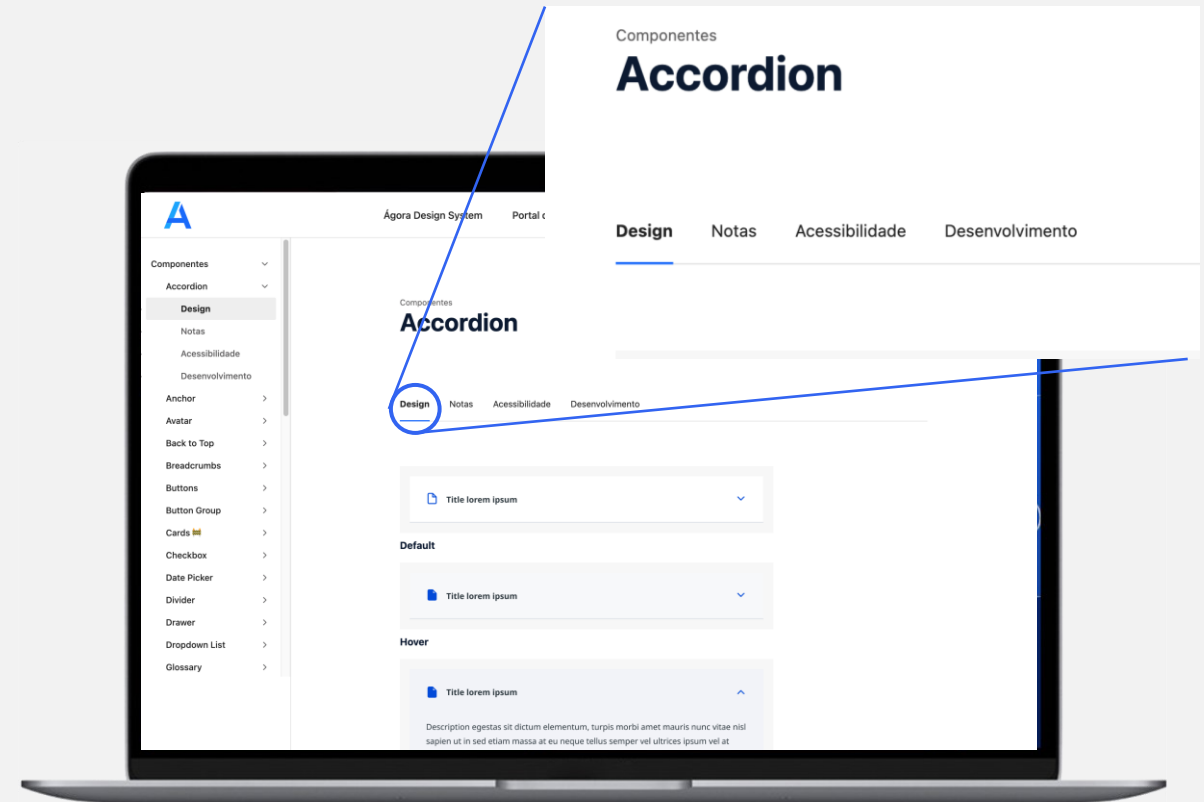 Componentes
Accordion
Design Notas Acessibilidade Desenvolvimento
Ágora Design System Portal
Componentes
Accordion
Design
Notas
Acessibilidade
Desenvolvimento
Anchor
Avatar
Back to Top
Breadcrumbs
Buttons
Button Group
Cards 🚧
Checkbox
Date Picker
Divider
Drawer
Dropdown List
Glossary
Componentes
Accordion
Design Notas Acessibilidade Desenvolvimento
Title lorem ipsum
Default
Title lorem ipsum
Hover
Title lorem ipsum
Description egestas sit dictum elementum, turpis morbi amet mauris nunc vitae nisl
sapien ut in sed etiam massa at eu neque tellus semper vel ultrices ipsum vel at